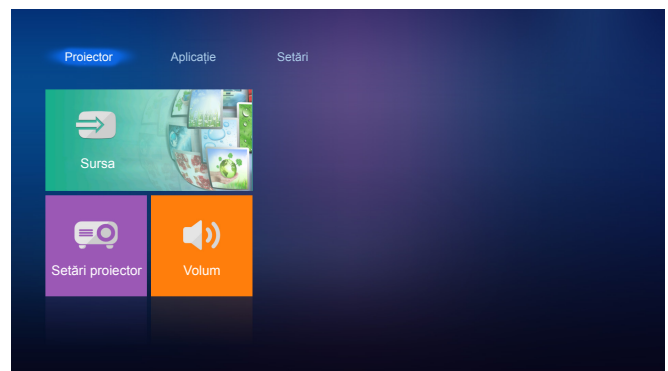 Proiector
Aplicație
Setări
Sursa
Setări proiector
Volum